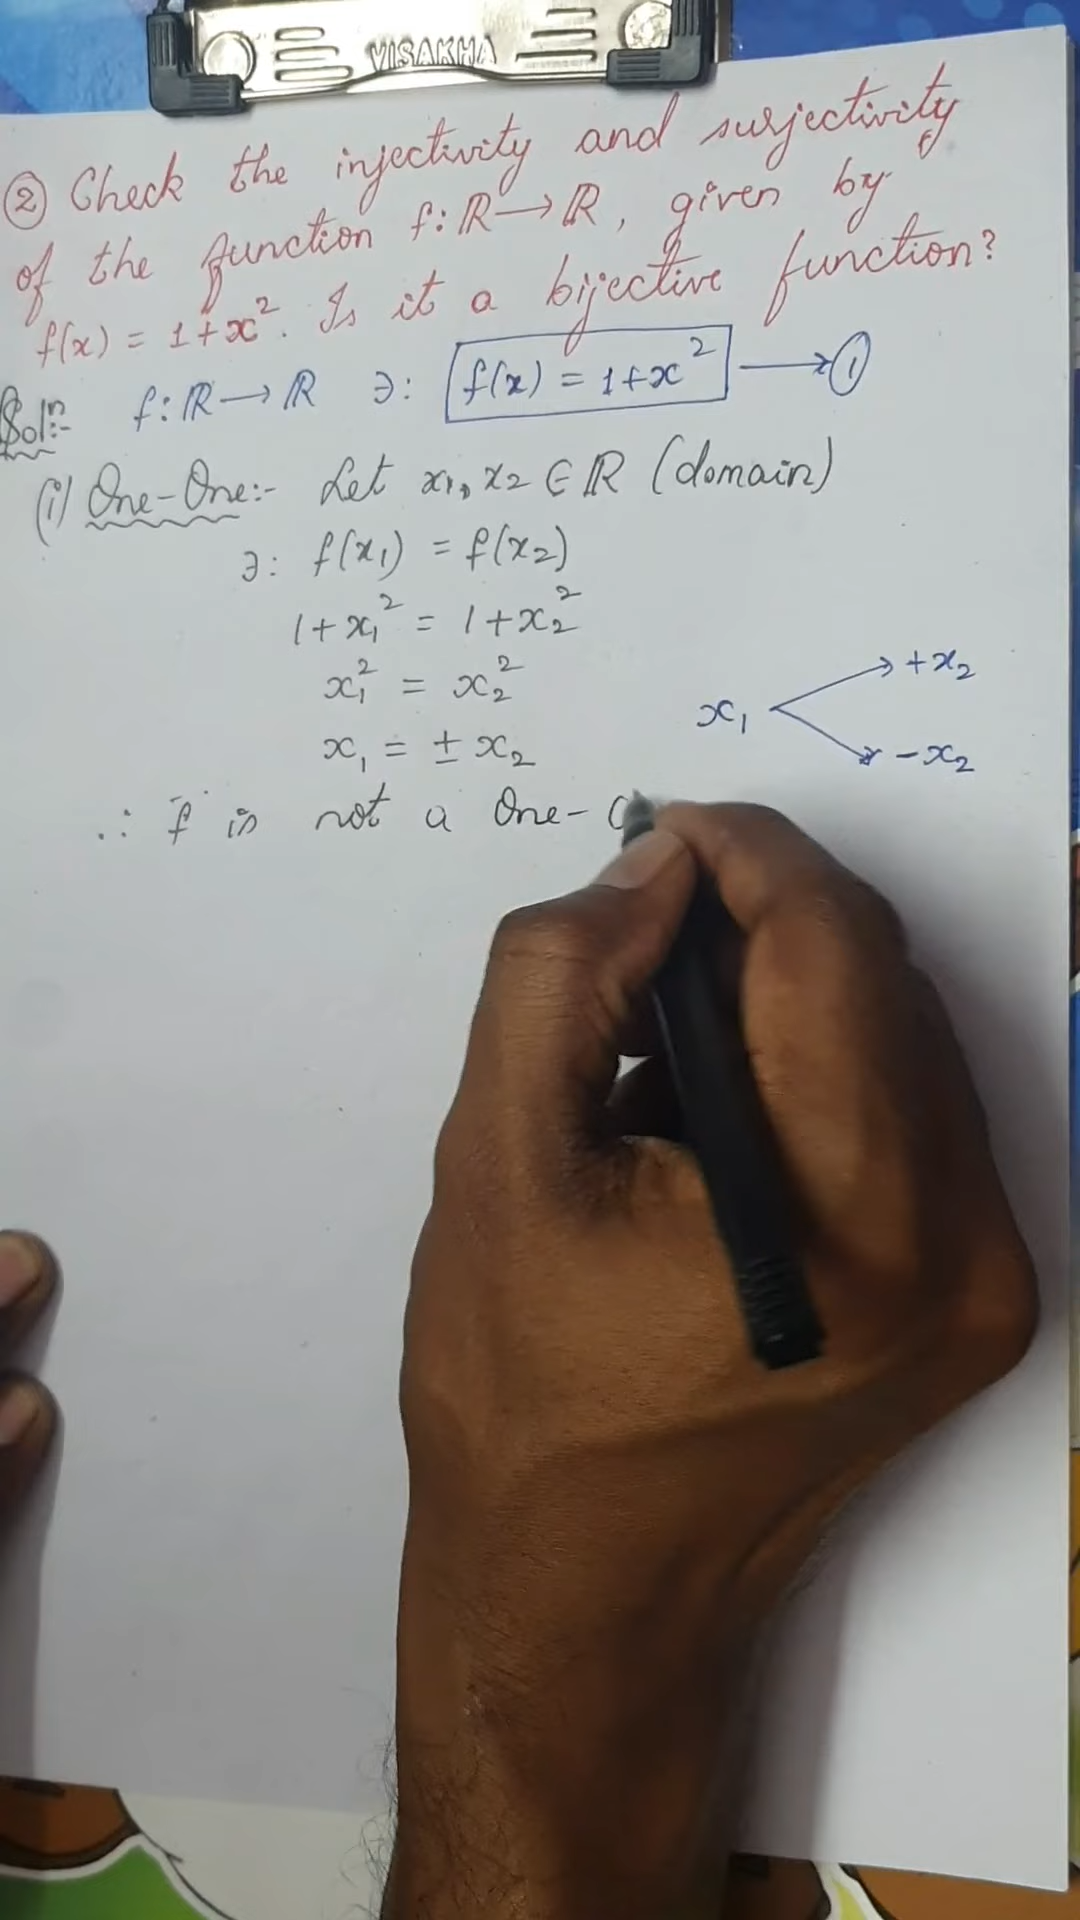 VISAKHA
② Check the injectivity and surjectivity
of the function f: ℝ → ℝ, given by
f(x) = 1 + x². Is it a bijective function?
Solⁿ:- f: ℝ → ℝ ∋: f(x) = 1 + x² → ①
(i) One-One:- Let x₁, x₂ ∈ ℝ (domain)
∋: f(x₁) = f(x₂)
1 + x₁² = 1 + x₂²
x₁² = x₂²
x₁ = ± x₂
x₁ → +x₂
→ -x₂
∴ f is not a One-